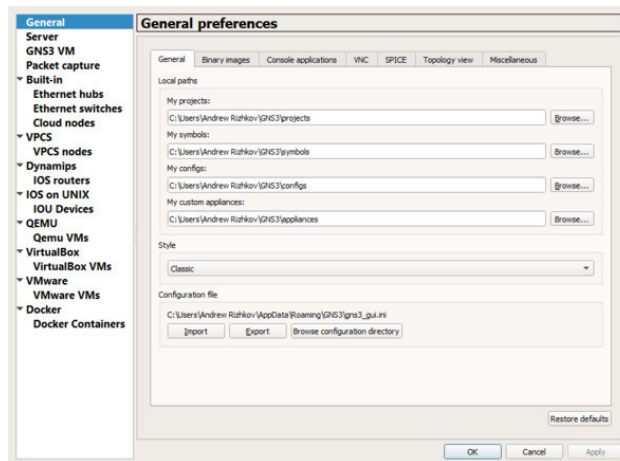 General
Server
GNS3 VM
Packet capture
Built-in
Ethernet hubs
Ethernet switches
Cloud nodes
VPCS
VPCS nodes
Dynamips
IOS routers
IOS on UNIX
IOU Devices
QEMU
Qemu VMs
VirtualBox
VirtualBox VMs
VMware
VMware VMs
Docker
Docker Containers
General preferences
General Binary images Console applications VNC SPICE Topology view Miscellaneous
Local paths
My projects:
C:\Users\Andrew Rizhkov\GNS3\projects Browse...
My symbols:
C:\Users\Andrew Rizhkov\GNS3\symbols Browse...
My configs:
C:\Users\Andrew Rizhkov\GNS3\configs Browse...
My custom appliances:
C:\Users\Andrew Rizhkov\GNS3\appliances Browse...
Style
Classic
Configuration file
C:\Users\Andrew Rizhkov\AppData\Roaming\GNS3\gns3_gui.ini
Import Export Browse configuration directory
Restore defaults
OK Cancel Apply